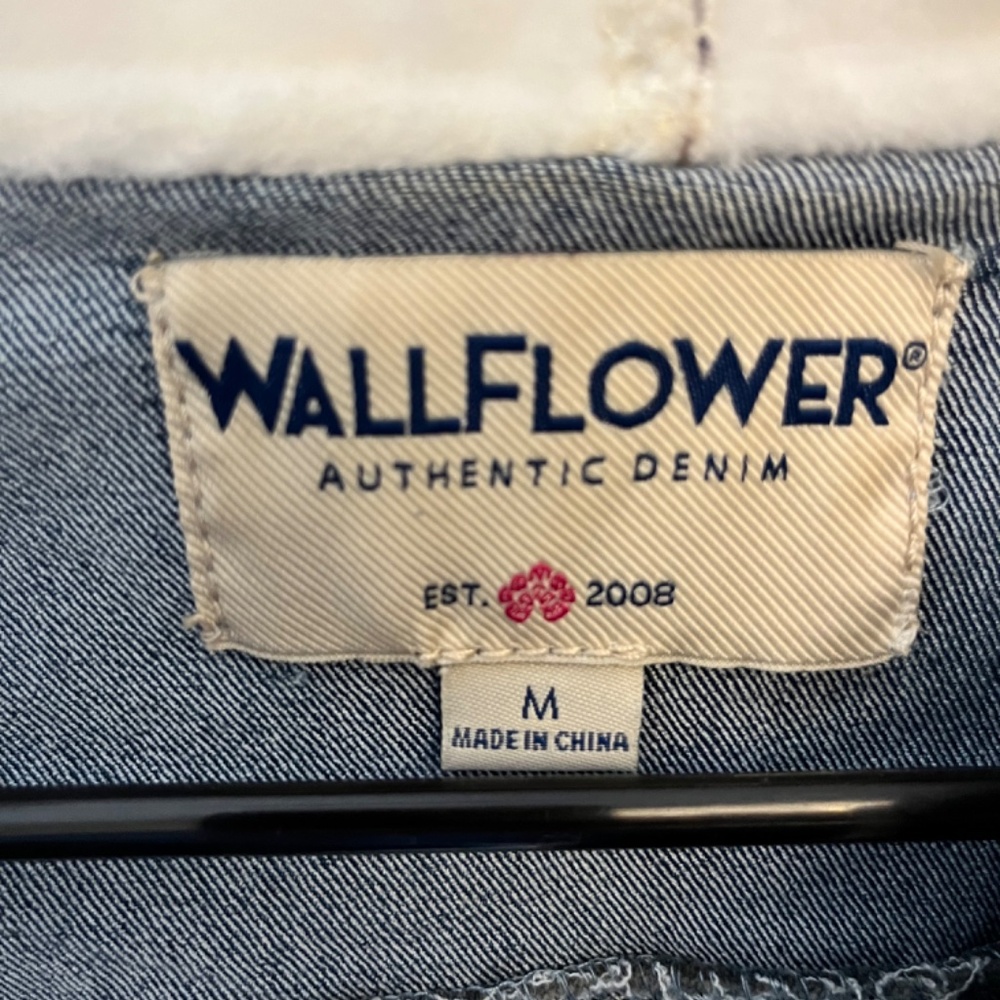 WALLFLOWER®
AUTHENTIC DENIM
EST. 2008
M
MADE IN CHINA